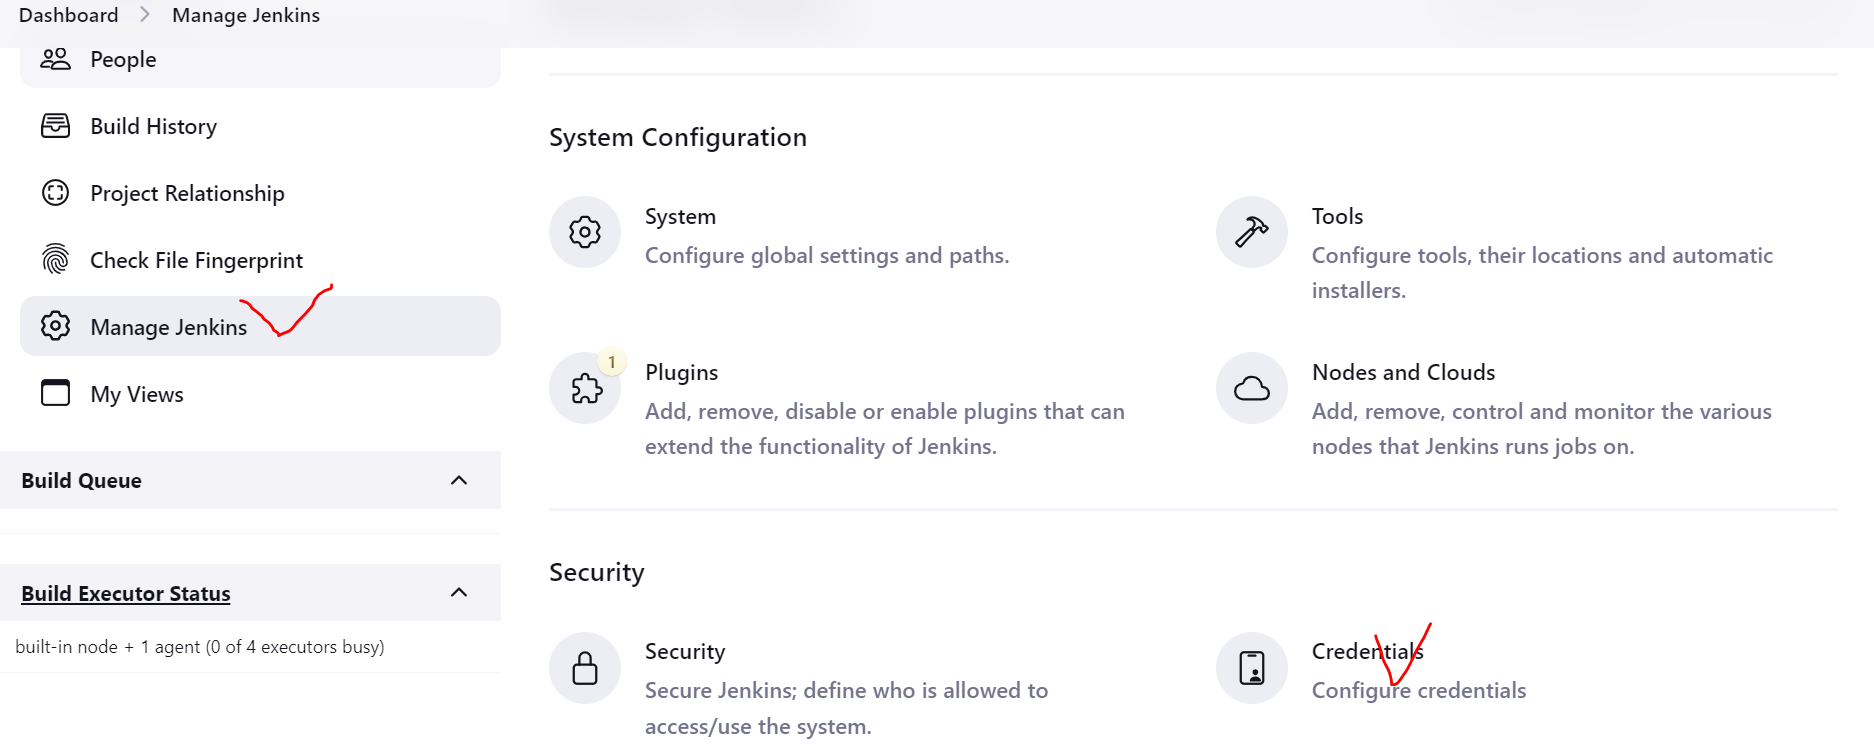 Dashboard > Manage Jenkins
People
Build History
Project Relationship
Check File Fingerprint
Manage Jenkins
My Views
Build Queue
Build Executor Status
built-in node + 1 agent (0 of 4 executors busy)
System Configuration
System
Configure global settings and paths.
Tools
Configure tools, their locations and automatic
installers.
1
Plugins
Add, remove, disable or enable plugins that can
extend the functionality of Jenkins.
Nodes and Clouds
Add, remove, control and monitor the various
nodes that Jenkins runs jobs on.
Security
Security
Secure Jenkins; define who is allowed to
access/use the system.
Credentials
Configure credentials